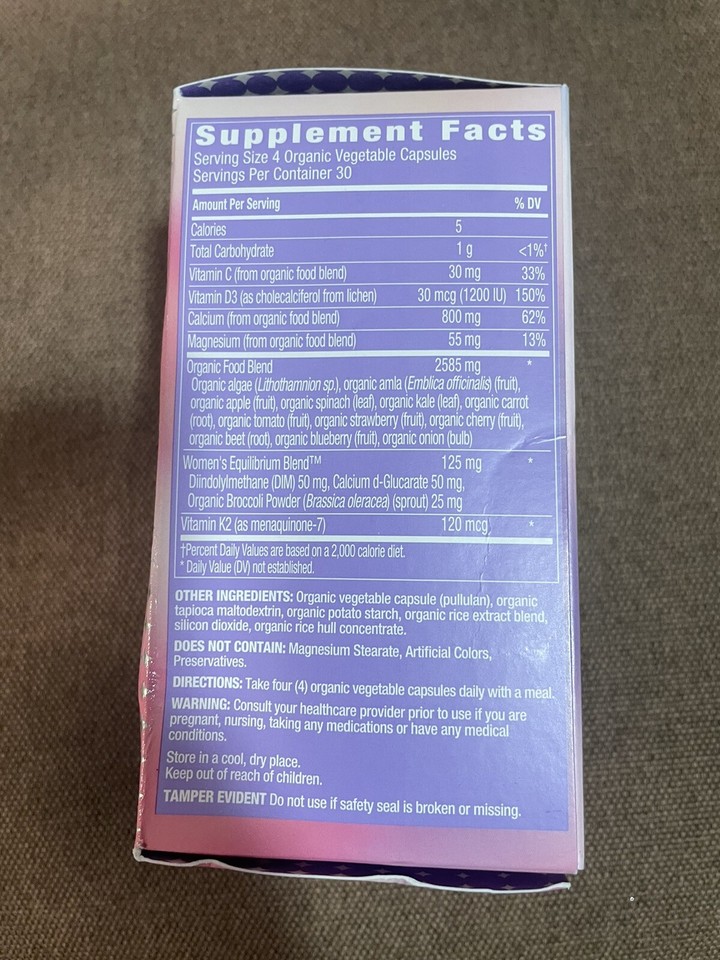 Supplement Facts
Serving Size 4 Organic Vegetable Capsules
Servings Per Container 30
Amount Per Serving % DV
Calories 5
Total Carbohydrate 1 g <1%†
Vitamin C (from organic food blend) 30 mg 33%
Vitamin D3 (as cholecalciferol from lichen) 30 mcg (1200 IU) 150%
Calcium (from organic food blend) 800 mg 62%
Magnesium (from organic food blend) 55 mg 13%
Organic Food Blend 2585 mg *
Organic algae (Lithothamnion sp.), organic amla (Emblica officinalis) (fruit),
organic apple (fruit), organic spinach (leaf), organic kale (leaf), organic carrot
(root), organic tomato (fruit), organic strawberry (fruit), organic cherry (fruit),
organic beet (root), organic blueberry (fruit), organic onion (bulb)
Women's Equilibrium Blend™ 125 mg *
Diindolylmethane (DIM) 50 mg, Calcium d-Glucarate 50 mg,
Organic Broccoli Powder (Brassica oleracea) (sprout) 25 mg
Vitamin K2 (as menaquinone-7) 120 mcg *
†Percent Daily Values are based on a 2,000 calorie diet.
* Daily Value (DV) not established.
OTHER INGREDIENTS: Organic vegetable capsule (pullulan), organic
tapioca maltodextrin, organic potato starch, organic rice extract blend,
silicon dioxide, organic rice hull concentrate.
DOES NOT CONTAIN: Magnesium Stearate, Artificial Colors,
Preservatives.
DIRECTIONS: Take four (4) organic vegetable capsules daily with a meal.
WARNING: Consult your healthcare provider prior to use if you are
pregnant, nursing, taking any medications or have any medical
conditions.
Store in a cool, dry place.
Keep out of reach of children.
TAMPER EVIDENT Do not use if safety seal is broken or missing.